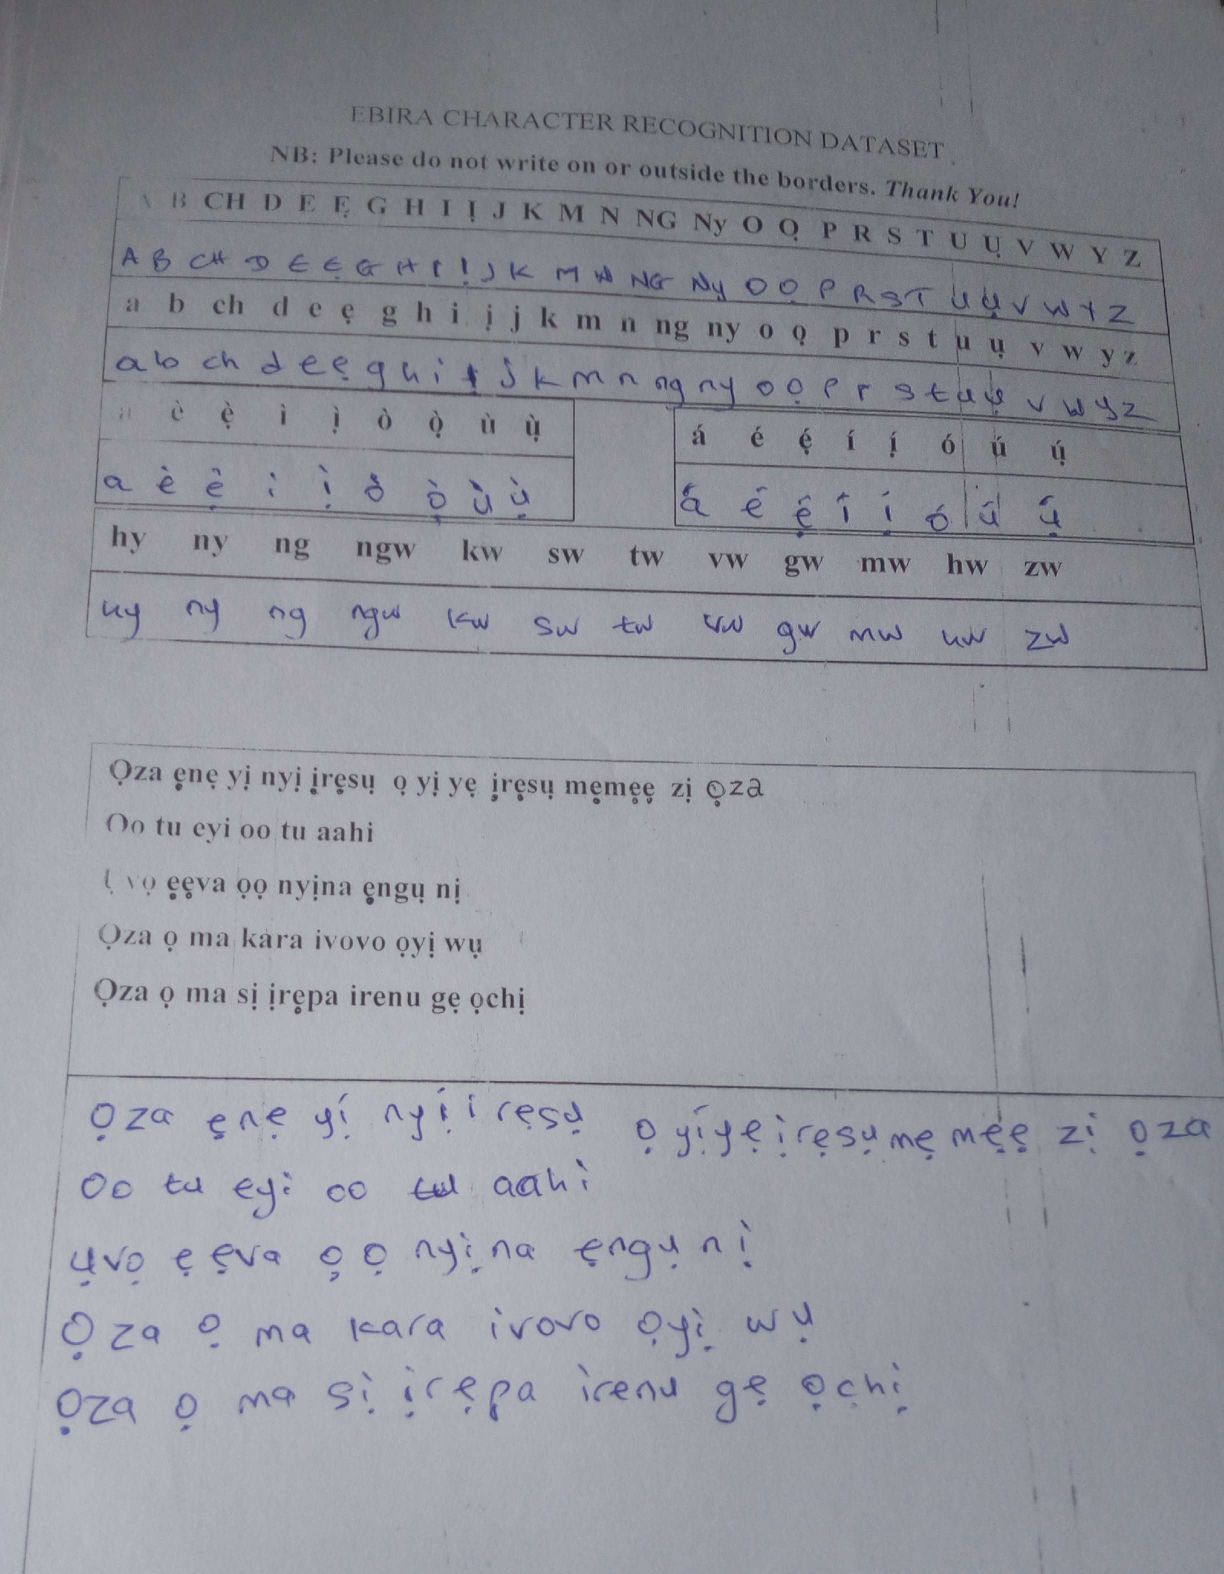 EBIRA CHARACTER RECOGNITION DATASET
NB: Please do not write on or outside the borders. Thank You!
A B CH D E Ẹ G H I Ị J K M N NG Ny O Ọ P R S T U Ụ V W Y Z
A B CH D E Ẹ G H I Ị J K M N NG Ny O Ọ P R S T U Ụ V W Y Z
a b ch d e ẹ g h i ị j k m n ng ny o ọ p r s t u ụ v w y z
a b ch d e ẹ g h i ị j k m n ng ny o ọ p r s t u ụ v w y z
a è ẹ̀ ì ị̀ ò ọ̀ ù ụ̀ á é ẹ́ í ị́ ó ú ụ́
a è ẹ̀ i ị̀ ò ọ̀ ù ụ̀ á é ẹ́ í ị́ ó ú ụ́
hy ny ng ngw kw sw tw vw gw mw hw zw
hy ny ng ngw kw sw tw vw gw mw hw zw
Ọza ẹnẹ yị nyị ịrẹsụ ọ yị yẹ ịrẹsụ mẹmẹẹ zị ọza
Oo tu eyi oo tu aahi
Ụ vọ ẹẹva ọọ nyịna ẹngụ nị
Ọza ọ ma kara ivovo ọyị wụ
Ọza ọ ma sị ịrẹpa irenu gẹ ọchị
Ọza ẹnẹ yị nyị irẹsụ ọ yị yẹ ịrẹsụ mẹ mẹẹ zị ọza
Oo tu eyi oo tu aahi
ụvọ ẹ ẹva ọ ọ nyịna ẹngụ nị
Ọza ọ ma kara ivovo ọyị wụ
Ọza ọ ma sị ịrẹpa irenu gẹ ọchị